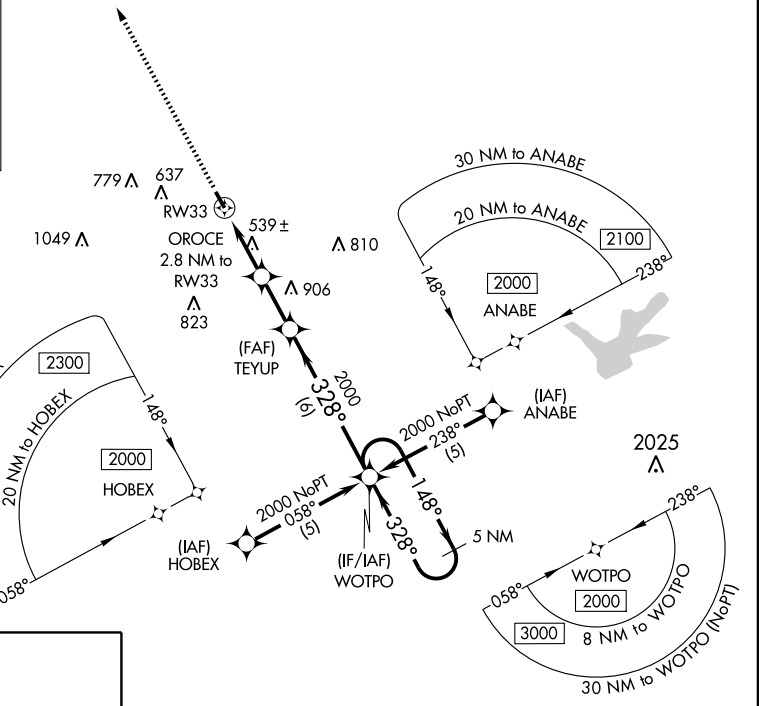 30 NM to ANABE
20 NM to ANABE
2100
148°
238°
2000
ANABE
779
637
RW33
539 ±
1049
OROCE
2.8 NM to
RW33
810
906
823
(FAF)
TEYUP
2300
20 NM to HOBEX
148°
2000
HOBEX
058°
2000
328°
(6)
(IAF)
ANABE
2000 NoPT
238°
(5)
2000 NoPT
058°
(5)
(IAF)
HOBEX
148°
328°
5 NM
(IF/IAF)
WOTPO
2025
238°
WOTPO
058°
2000
3000
8 NM to WOTPO
30 NM to WOTPO (NoPT)